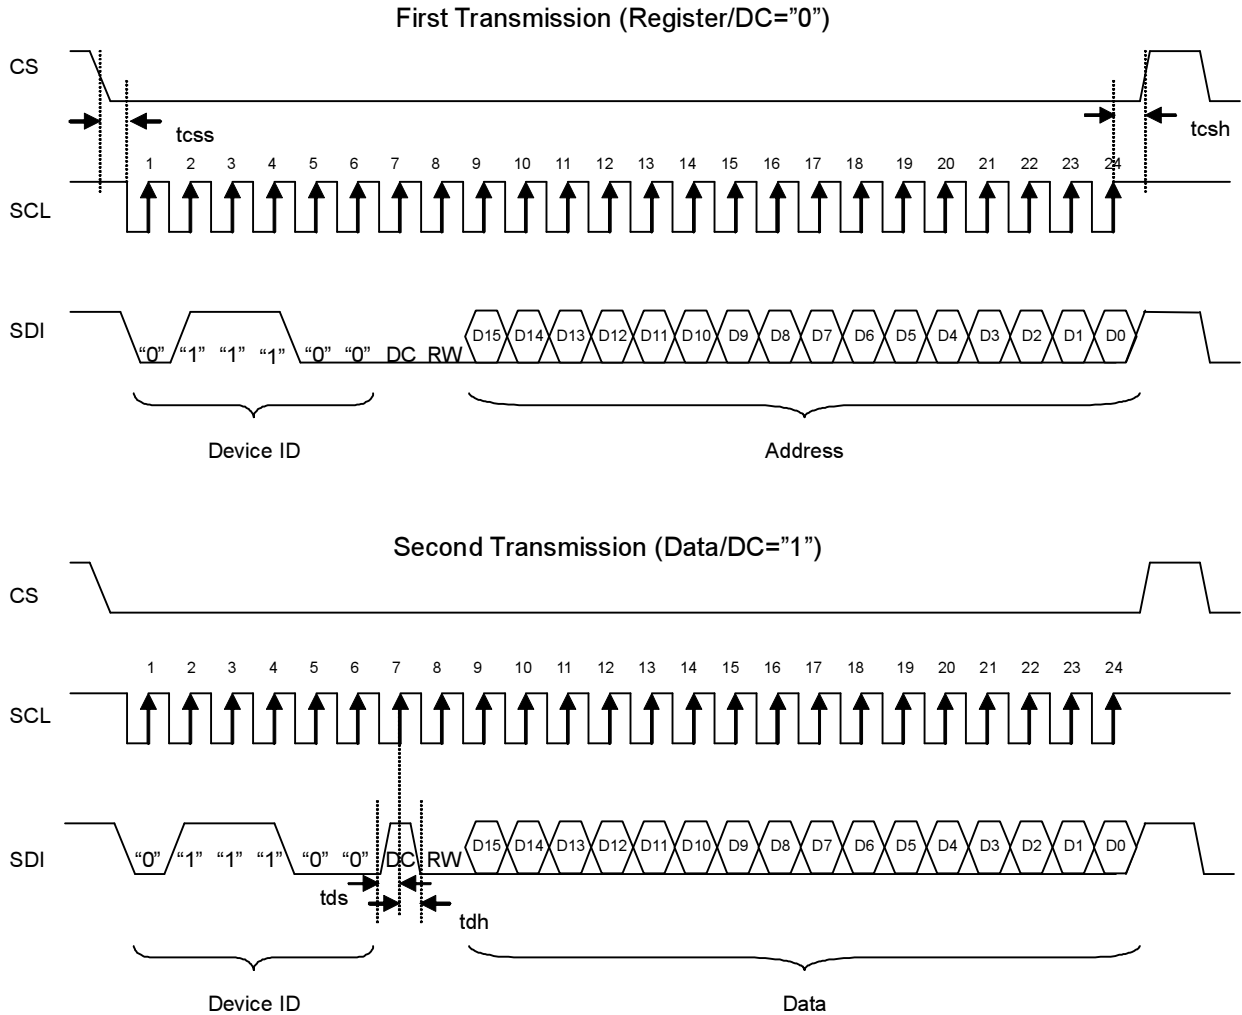 First Transmission (Register/DC=”0”)
CS
tcss
tcsh
1 2 3 4 5 6 7 8 9 10 11 12 13 14 15 16 17 18 19 20 21 22 23 24
SCL
SDI
“0” “1” “1” “1” “0” “0” DC RW D15 D14 D13 D12 D11 D10 D9 D8 D7 D6 D5 D4 D3 D2 D1 D0
Device ID
Address
Second Transmission (Data/DC=”1”)
CS
1 2 3 4 5 6 7 8 9 10 11 12 13 14 15 16 17 18 19 20 21 22 23 24
SCL
SDI
“0” “1” “1” “1” “0” “0” DC RW D15 D14 D13 D12 D11 D10 D9 D8 D7 D6 D5 D4 D3 D2 D1 D0
tds
tdh
Device ID
Data